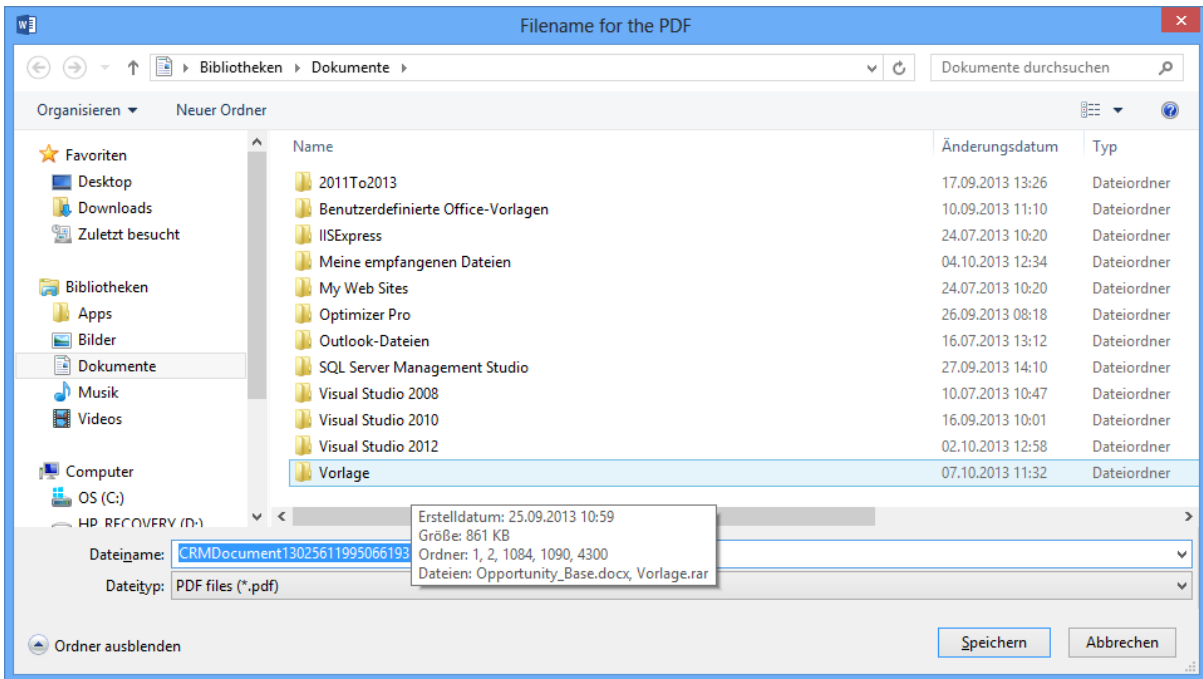 Filename for the PDF
Bibliotheken Dokumente
Dokumente durchsuchen
Organisieren Neuer Ordner
Favoriten
Desktop
Downloads
Zuletzt besucht
Bibliotheken
Apps
Bilder
Dokumente
Musik
Videos
Computer
OS (C:)
HP_RECOVERY (D:)
Name Änderungsdatum Typ
2011To2013 17.09.2013 13:26 Dateiordner
Benutzerdefinierte Office-Vorlagen 10.09.2013 11:10 Dateiordner
IISExpress 24.07.2013 10:20 Dateiordner
Meine empfangenen Dateien 04.10.2013 12:34 Dateiordner
My Web Sites 24.07.2013 10:20 Dateiordner
Optimizer Pro 26.09.2013 08:18 Dateiordner
Outlook-Dateien 16.07.2013 13:12 Dateiordner
SQL Server Management Studio 27.09.2013 14:10 Dateiordner
Visual Studio 2008 10.07.2013 10:47 Dateiordner
Visual Studio 2010 16.09.2013 10:01 Dateiordner
Visual Studio 2012 02.10.2013 12:58 Dateiordner
Vorlage 07.10.2013 11:32 Dateiordner
Erstelldatum: 25.09.2013 10:59
Größe: 861 KB
Ordner: 1, 2, 1084, 1090, 4300
Dateien: Opportunity_Base.docx, Vorlage.rar
Dateiname: CRMDocument13025611995066193
Dateityp: PDF files (*.pdf)
Ordner ausblenden
Speichern Abbrechen